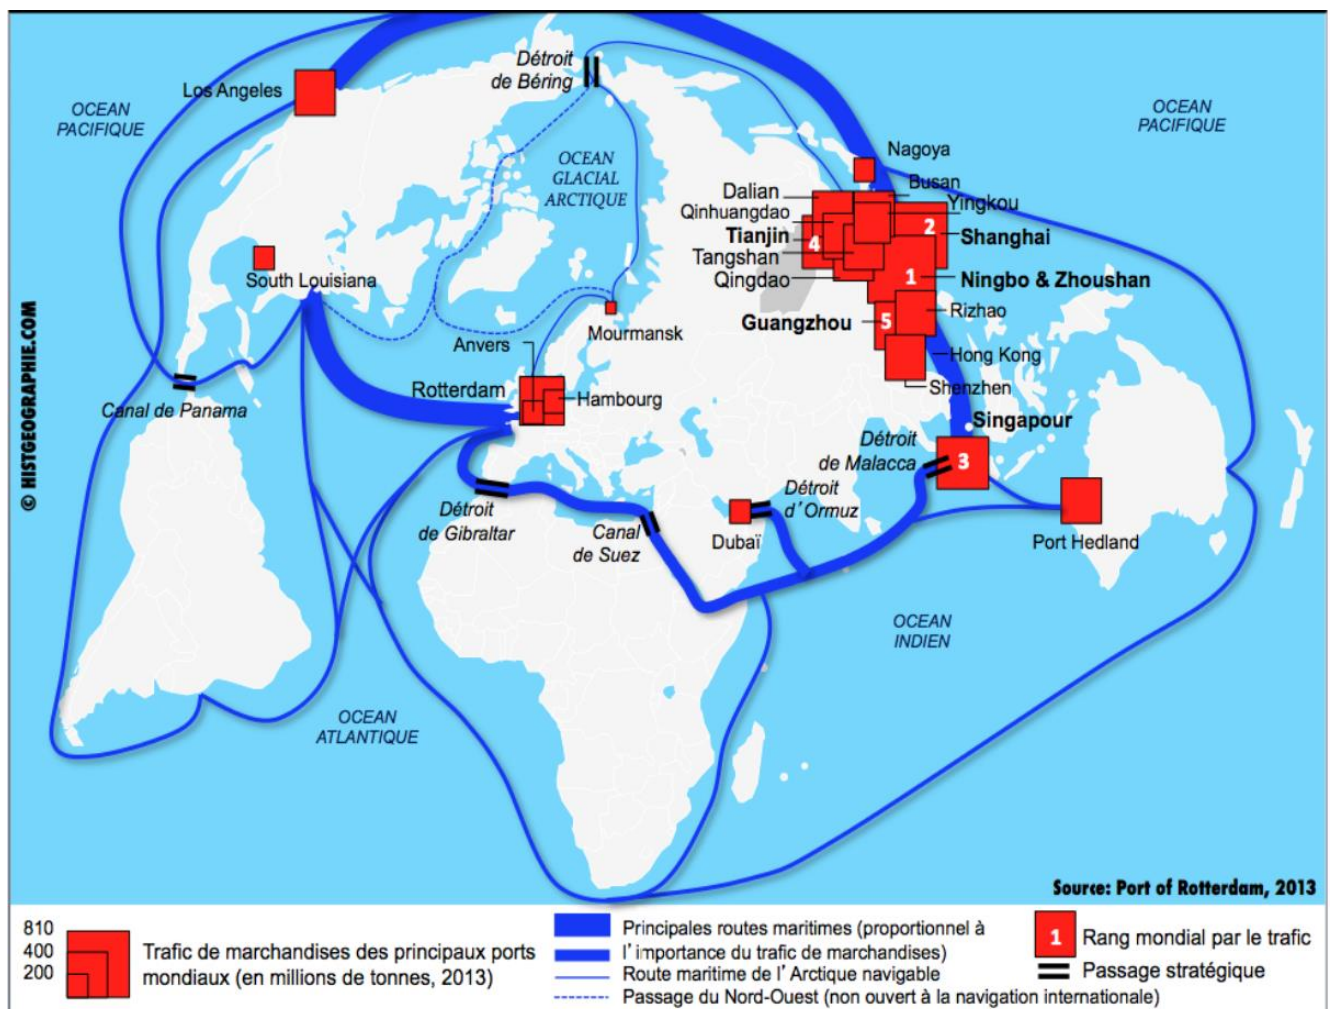 Détroit
de Béring
Los Angeles
OCEAN
PACIFIQUE
OCEAN
PACIFIQUE
OCEAN
GLACIAL
ARCTIQUE
Nagoya
Busan
Dalian
Yingkou
Qinhuangdao
2
Tianjin
4
Shanghai
Tangshan
Qingdao
1
Ningbo & Zhoushan
South Louisiana
Rizhao
Guangzhou
5
Mourmansk
Anvers
Hong Kong
Rotterdam
Hambourg
Shenzhen
Canal de Panama
Singapour
Détroit
de Malacca
3
Détroit
de Gibraltar
Détroit
d'Ormuz
Canal
de Suez
Dubaï
Port Hedland
OCEAN
INDIEN
OCEAN
ATLANTIQUE
© HISTGEOGRAPHIE.COM
Source: Port of Rotterdam, 2013
810
400
200
Trafic de marchandises des principaux ports
mondiaux (en millions de tonnes, 2013)
Principales routes maritimes (proportionnel à
l'importance du trafic de marchandises)
Route maritime de l'Arctique navigable
Passage du Nord-Ouest (non ouvert à la navigation internationale)
1
Rang mondial par le trafic
Passage stratégique